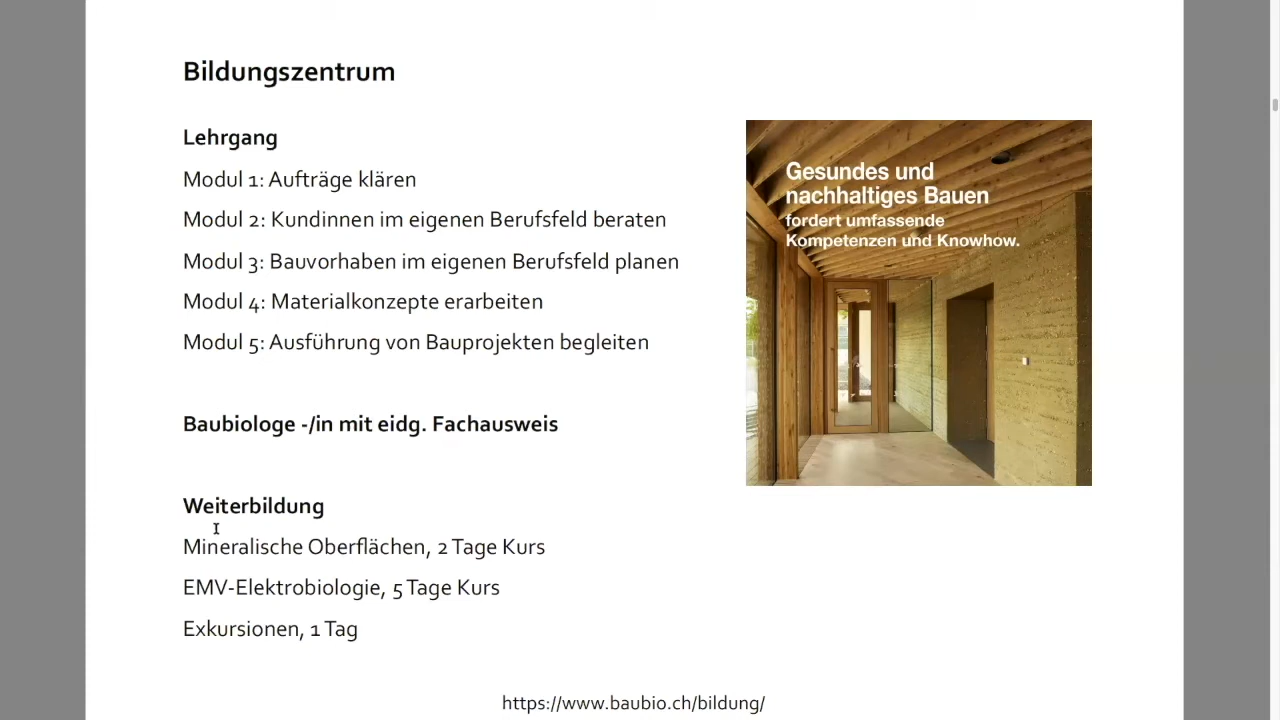 Bildungszentrum
Lehrgang
Modul 1: Aufträge klären
Modul 2: Kundinnen im eigenen Berufsfeld beraten
Modul 3: Bauvorhaben im eigenen Berufsfeld planen
Modul 4: Materialkonzepte erarbeiten
Modul 5: Ausführung von Bauprojekten begleiten
Baubiologe -/in mit eidg. Fachausweis
Weiterbildung
Mineralische Oberflächen, 2 Tage Kurs
EMV-Elektrobiologie, 5 Tage Kurs
Exkursionen, 1 Tag
Gesundes und
nachhaltiges Bauen
fordert umfassende
Kompetenzen und Knowhow.
https://www.baubio.ch/bildung/